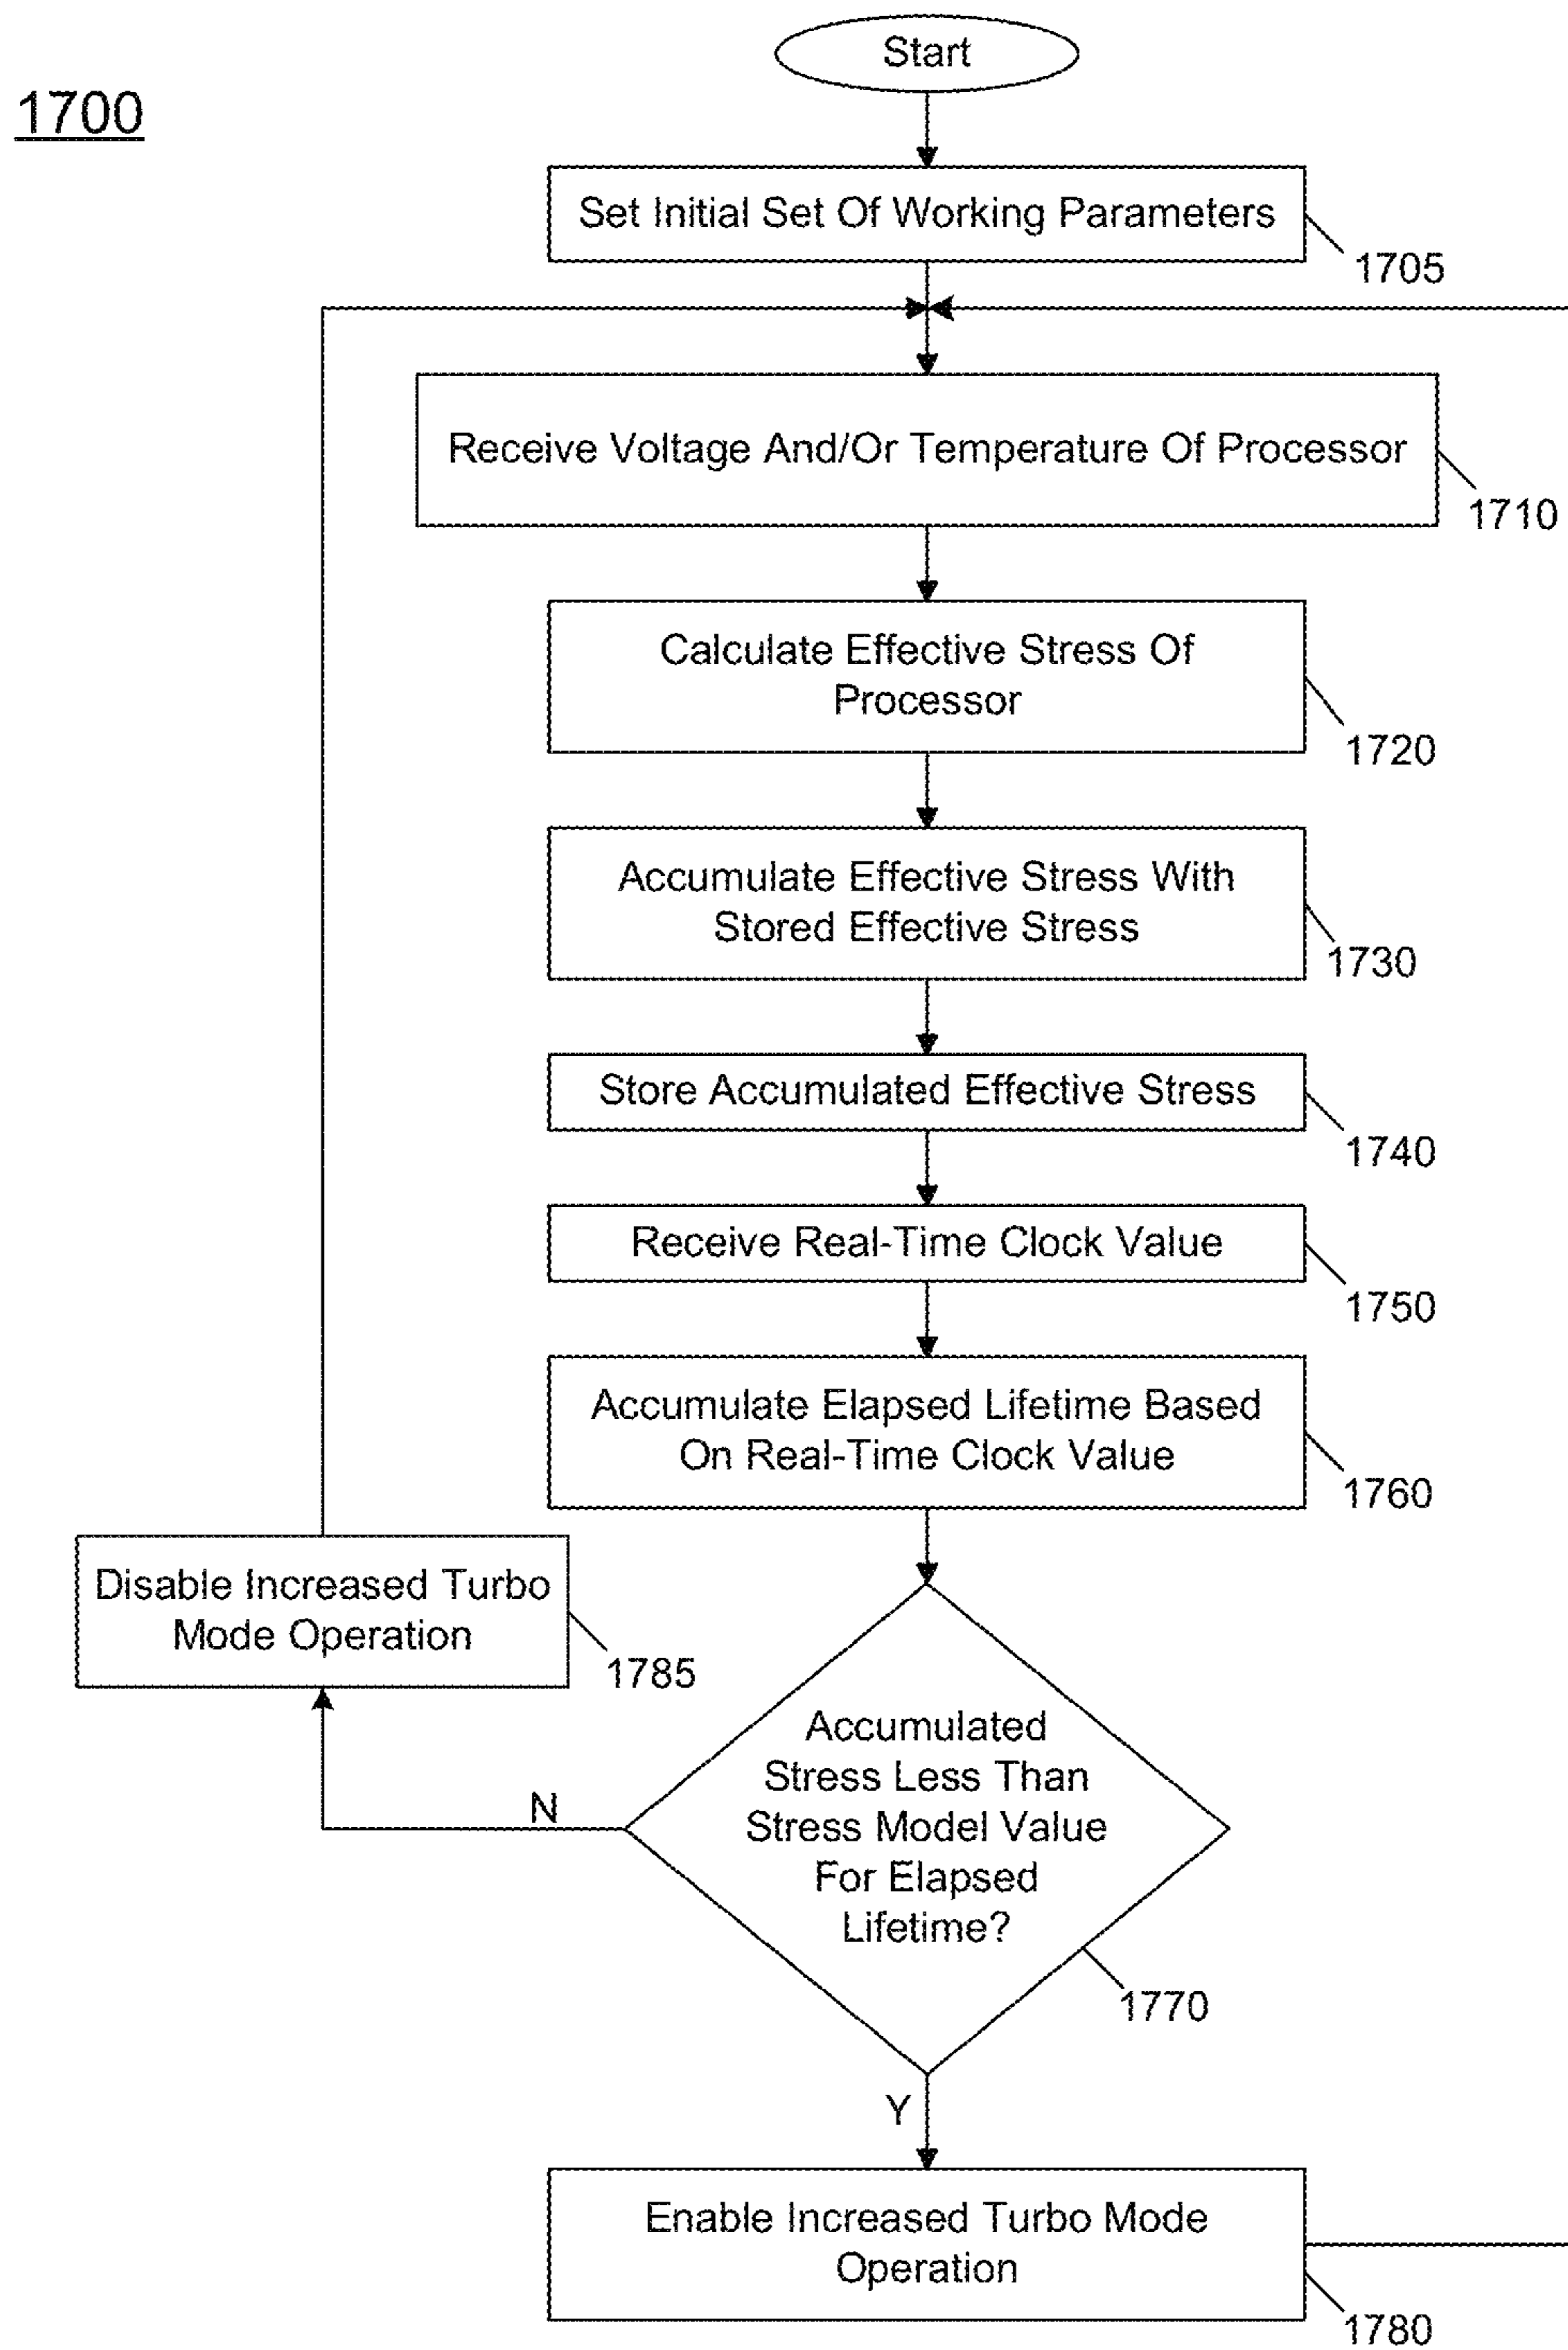 Start
1700
Set Initial Set Of Working Parameters
1705
Receive Voltage And/Or Temperature Of Processor
1710
Calculate Effective Stress Of
Processor
1720
Accumulate Effective Stress With
Stored Effective Stress
1730
Store Accumulated Effective Stress
1740
Receive Real-Time Clock Value
1750
Accumulate Elapsed Lifetime Based
On Real-Time Clock Value
1760
Disable Increased Turbo
Mode Operation
1785
Accumulated
Stress Less Than
Stress Model Value
For Elapsed
Lifetime?
N
1770
Y
Enable Increased Turbo Mode
Operation
1780